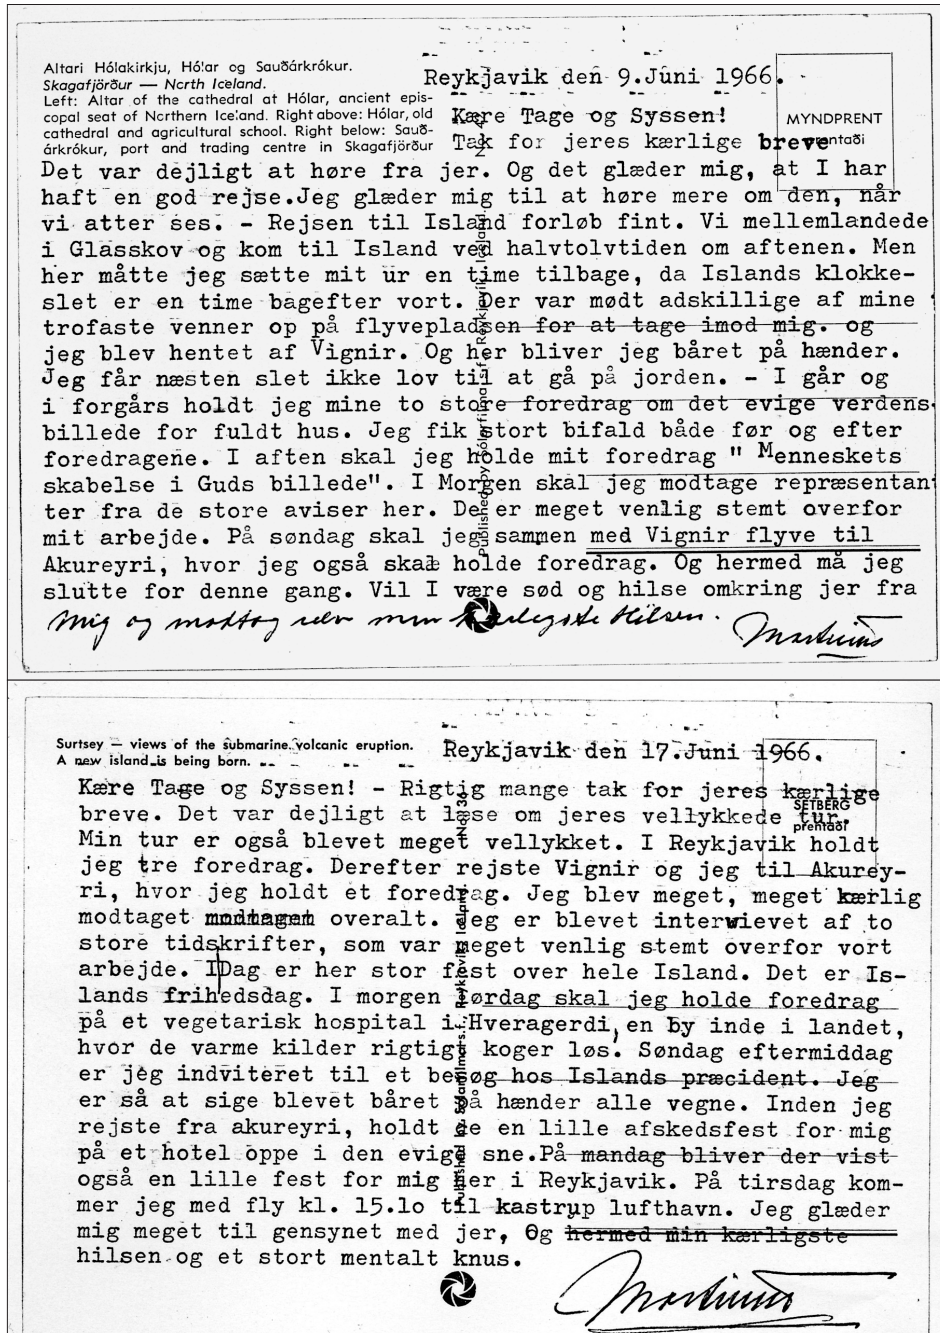 Altari Hólakirkju, Hólar og Sauðárkrókur.
Skagafjörður — North Iceland.
Left: Altar of the cathedral at Hólar, ancient epis-
copal seat of Northern Iceland. Right above: Hólar, old
cathedral and agricultural school. Right below: Sauð-
árkrókur, port and trading centre in Skagafjörður
MYNDPRENT
prentaði
Reykjavik den 9.Juni 1966.
Kære Tage og Syssen!
Tak for jeres kærlige breve
Det var dejligt at høre fra jer. Og det glæder mig, at I har
haft en god rejse.Jeg glæder mig til at høre mere om den, når
vi atter ses. - Rejsen til Island forløb fint. Vi mellemlandede
i Glasskov og kom til Island ved halvtolvtiden om aftenen. Men
her måtte jeg sætte mit ur en time tilbage, da Islands klokke-
slet er en time bagefter vort. Der var mødt adskillige af mine
trofaste venner op på flyvepladsen for at tage imod mig. og
jeg blev hentet af Vignir. Og her bliver jeg båret på hænder.
Jeg får næsten slet ikke lov til at gå på jorden. - I går og
i forgårs holdt jeg mine to store foredrag om det evige verdens-
billede for fuldt hus. Jeg fik stort bifald både før og efter
foredragene. I aften skal jeg holde mit foredrag " Menneskets
skabelse i Guds billede". I Morgen skal jeg modtage repræsentan
ter fra de store aviser her. De er meget venlig stemt overfor
mit arbejde. På søndag skal jeg sammen med Vignir flyve til
Akureyri, hvor jeg også skal holde foredrag. Og hermed må jeg
slutte for denne gang. Vil I være sød og hilse omkring jer fra
mig og modtag selv min kærligste Hilsen.
Martinus
Surtsey — views of the submarine volcanic eruption.
A new island is being born.
SETBERG
prentaði
Reykjavik den 17.Juni 1966.
Kære Tage og Syssen! - Rigtig mange tak for jeres kærlige
breve. Det var dejligt at læse om jeres vellykkede tur.
Min tur er også blevet meget vellykket. I Reykjavik holdt
jeg tre foredrag. Derefter rejste Vignir og jeg til Akurey-
ri, hvor jeg holdt et foredrag. Jeg blev meget, meget kærlig
modtaget modtaget overalt. Jeg er blevet interwievet af to
store tidskrifter, som var meget venlig stemt overfor vort
arbejde. IDag er her stor fest over hele Island. Det er Is-
lands frihedsdag. I morgen lørdag skal jeg holde foredrag
på et vegetarisk hospital i Hveragerdi, en by inde i landet,
hvor de varme kilder rigtigt koger løs. Søndag eftermiddag
er jeg indviteret til et besøg hos Islands præcident. Jeg
er så at sige blevet båret på hænder alle vegne. Inden jeg
rejste fra akureyri, holdt de en lille afskedsfest for mig
på et hotel oppe i den evige sne.På mandag bliver der vist
også en lille fest for mig her i Reykjavik. På tirsdag kom-
mer jeg med fly kl. 15.1o til kastrup lufthavn. Jeg glæder
mig meget til gensynet med jer, Og hermed min kærligste
hilsen og et stort mentalt knus.
Martinus